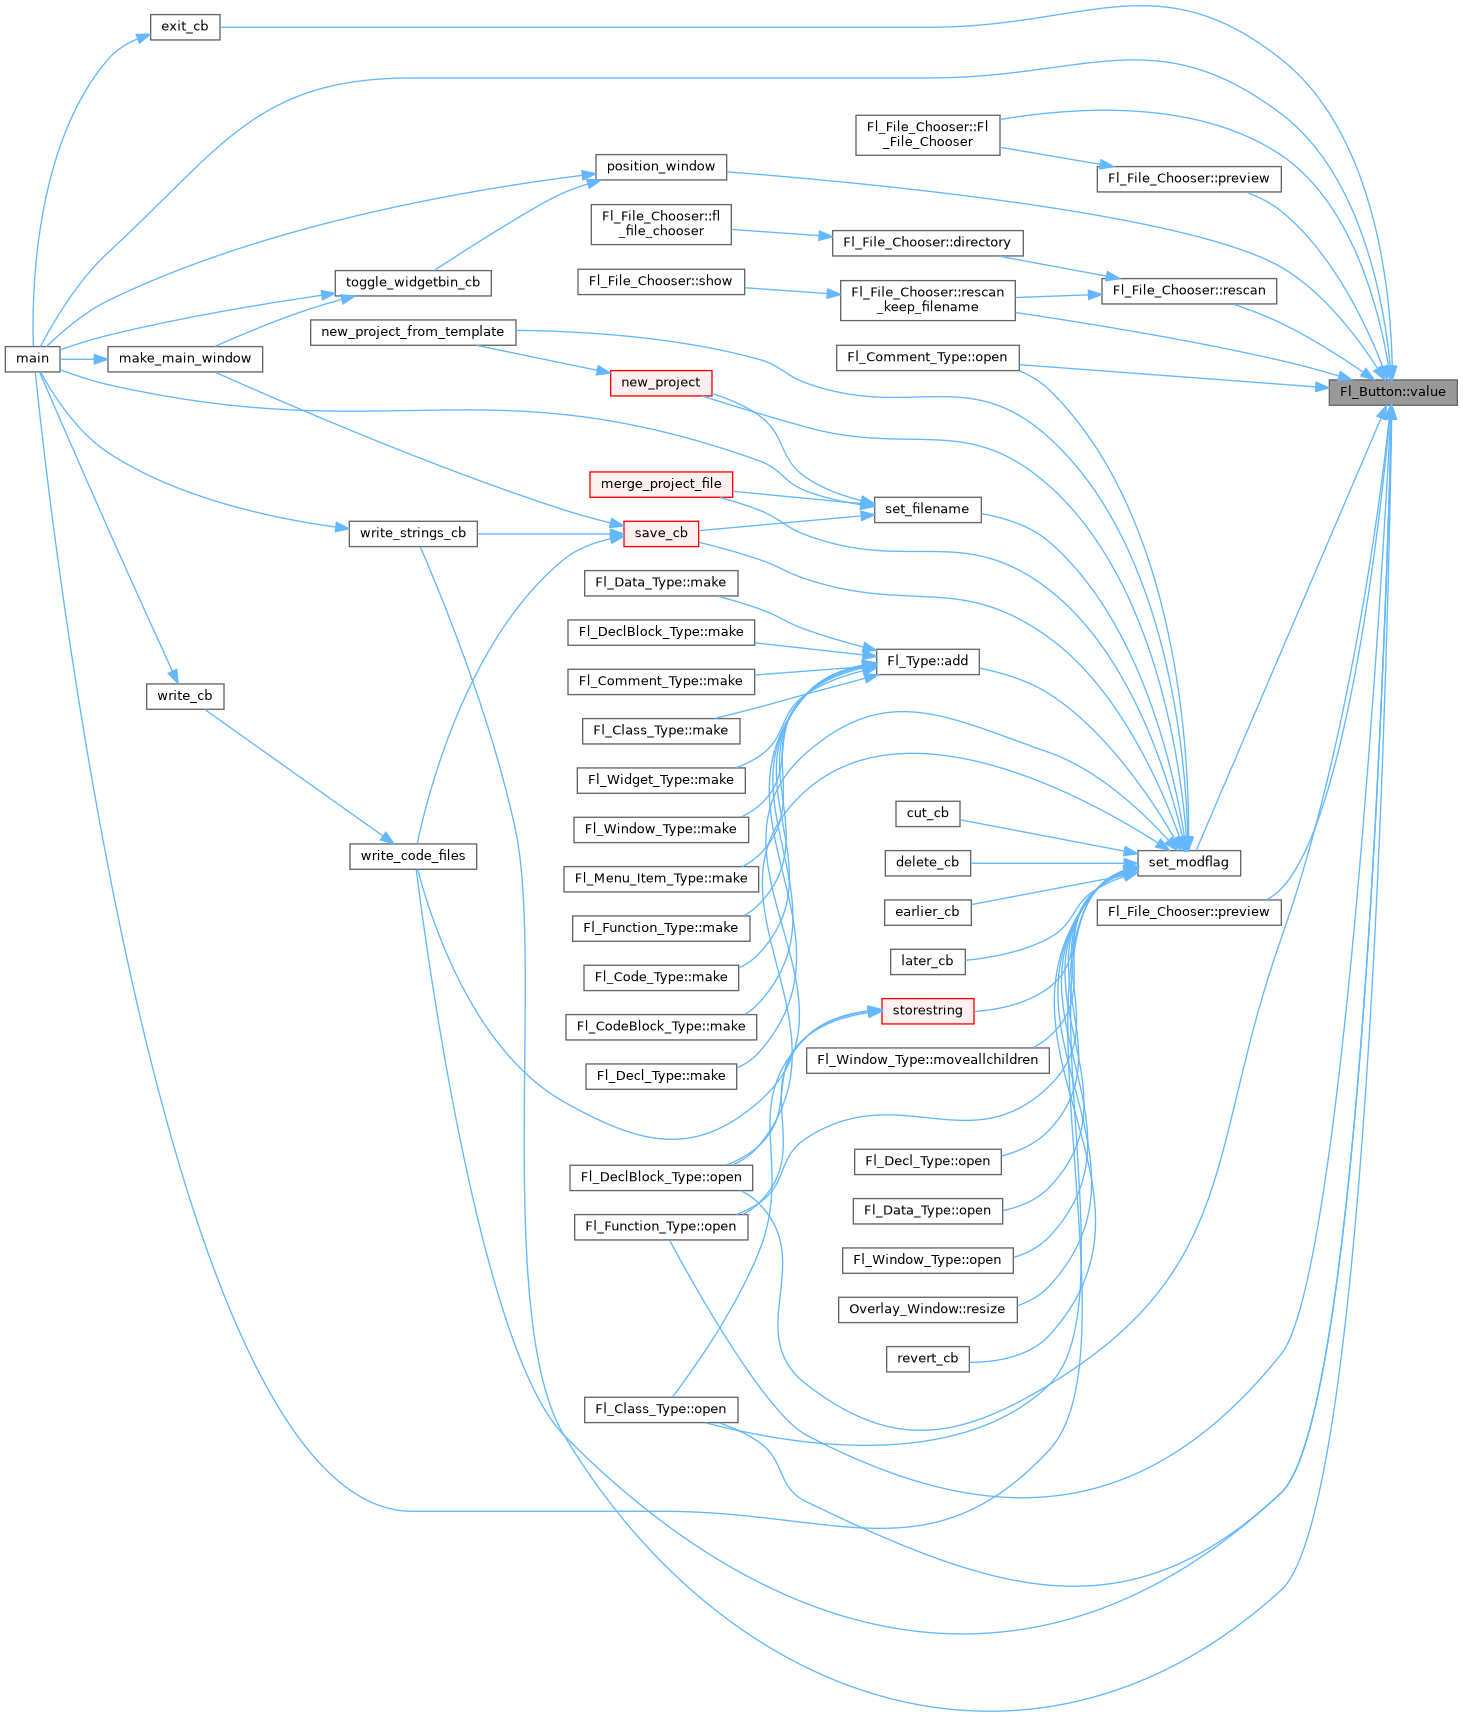 exit_cb
Fl_File_Chooser::Fl
_File_Chooser
position_window
Fl_File_Chooser::preview
Fl_File_Chooser::fl
_file_chooser
Fl_File_Chooser::directory
toggle_widgetbin_cb
Fl_File_Chooser::show
Fl_File_Chooser::rescan
_keep_filename
Fl_File_Chooser::rescan
new_project_from_template
main
make_main_window
Fl_Comment_Type::open
new_project
Fl_Button::value
merge_project_file
set_filename
write_strings_cb
save_cb
Fl_Data_Type::make
Fl_DeclBlock_Type::make
Fl_Type::add
Fl_Comment_Type::make
write_cb
Fl_Class_Type::make
Fl_Widget_Type::make
cut_cb
Fl_Window_Type::make
write_code_files
delete_cb
set_modflag
Fl_Menu_Item_Type::make
earlier_cb
Fl_File_Chooser::preview
Fl_Function_Type::make
later_cb
Fl_Code_Type::make
storestring
Fl_CodeBlock_Type::make
Fl_Window_Type::moveallchildren
Fl_Decl_Type::make
Fl_Decl_Type::open
Fl_DeclBlock_Type::open
Fl_Data_Type::open
Fl_Function_Type::open
Fl_Window_Type::open
Overlay_Window::resize
revert_cb
Fl_Class_Type::open